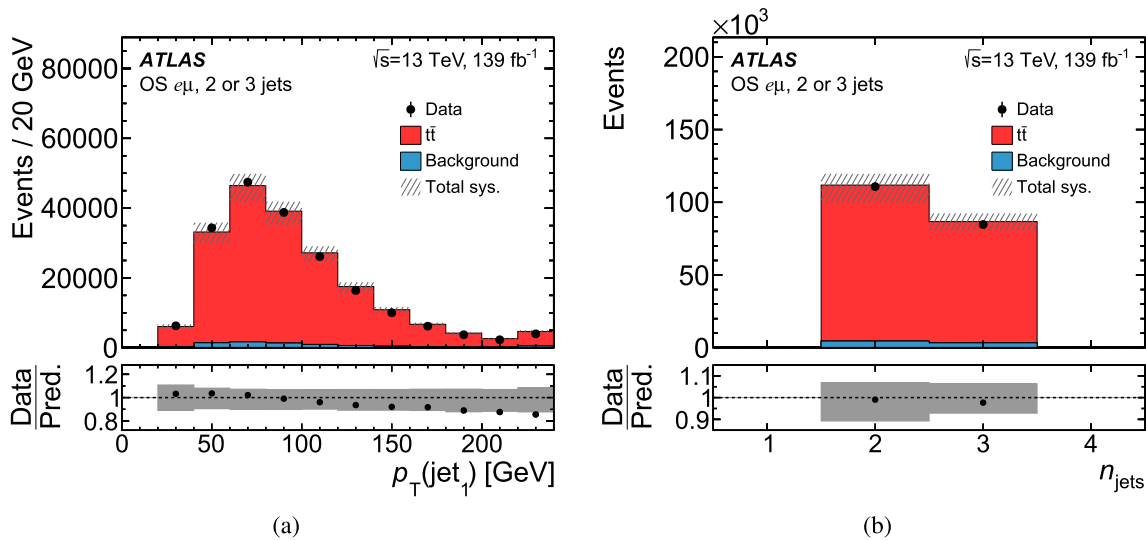 Events / 20 GeV
80000
60000
40000
20000
0
ATLAS
√s=13 TeV, 139 fb⁻¹
OS eμ, 2 or 3 jets
Data
tt̄
Background
Total sys.
Data
Pred.
1.2
1
0.8
0 50 100 150 200
p_T(jet_1) [GeV]
(a)
×10³
Events
200
150
100
50
0
ATLAS
√s=13 TeV, 139 fb⁻¹
OS eμ, 2 or 3 jets
Data
tt̄
Background
Total sys.
Data
Pred.
1.1
1
0.9
1 2 3 4
n_jets
(b)